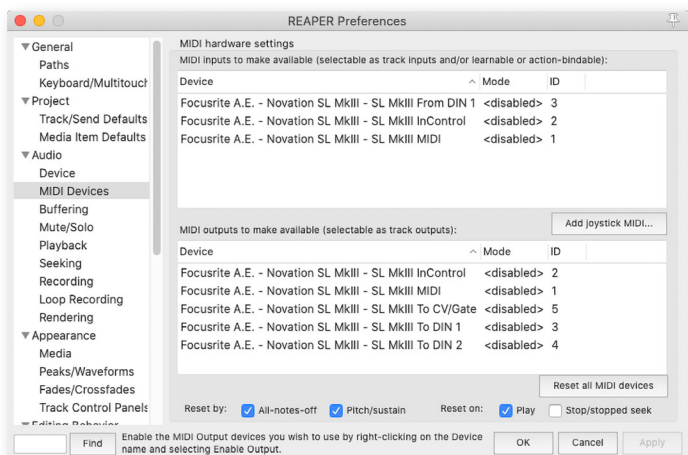 REAPER Preferences
General
Paths
Keyboard/Multitouch
Project
Track/Send Defaults
Media Item Defaults
Audio
Device
MIDI Devices
Buffering
Mute/Solo
Playback
Seeking
Recording
Loop Recording
Rendering
Appearance
Media
Peaks/Waveforms
Fades/Crossfades
Track Control Panels
Editing Behavior
Find
MIDI hardware settings
MIDI inputs to make available (selectable as track inputs and/or learnable or action-bindable):
Device Mode ID
Focusrite A.E. - Novation SL MkIII - SL MkIII From DIN 1 <disabled> 3
Focusrite A.E. - Novation SL MkIII - SL MkIII InControl <disabled> 2
Focusrite A.E. - Novation SL MkIII - SL MkIII MIDI <disabled> 1
Add joystick MIDI...
MIDI outputs to make available (selectable as track outputs):
Device Mode ID
Focusrite A.E. - Novation SL MkIII - SL MkIII InControl <disabled> 2
Focusrite A.E. - Novation SL MkIII - SL MkIII MIDI <disabled> 1
Focusrite A.E. - Novation SL MkIII - SL MkIII To CV/Gate <disabled> 5
Focusrite A.E. - Novation SL MkIII - SL MkIII To DIN 1 <disabled> 3
Focusrite A.E. - Novation SL MkIII - SL MkIII To DIN 2 <disabled> 4
Reset all MIDI devices
Reset by: All-notes-off Pitch/sustain Reset on: Play Stop/stopped seek
Enable the MIDI Output devices you wish to use by right-clicking on the Device
name and selecting Enable Output.
OK Cancel Apply